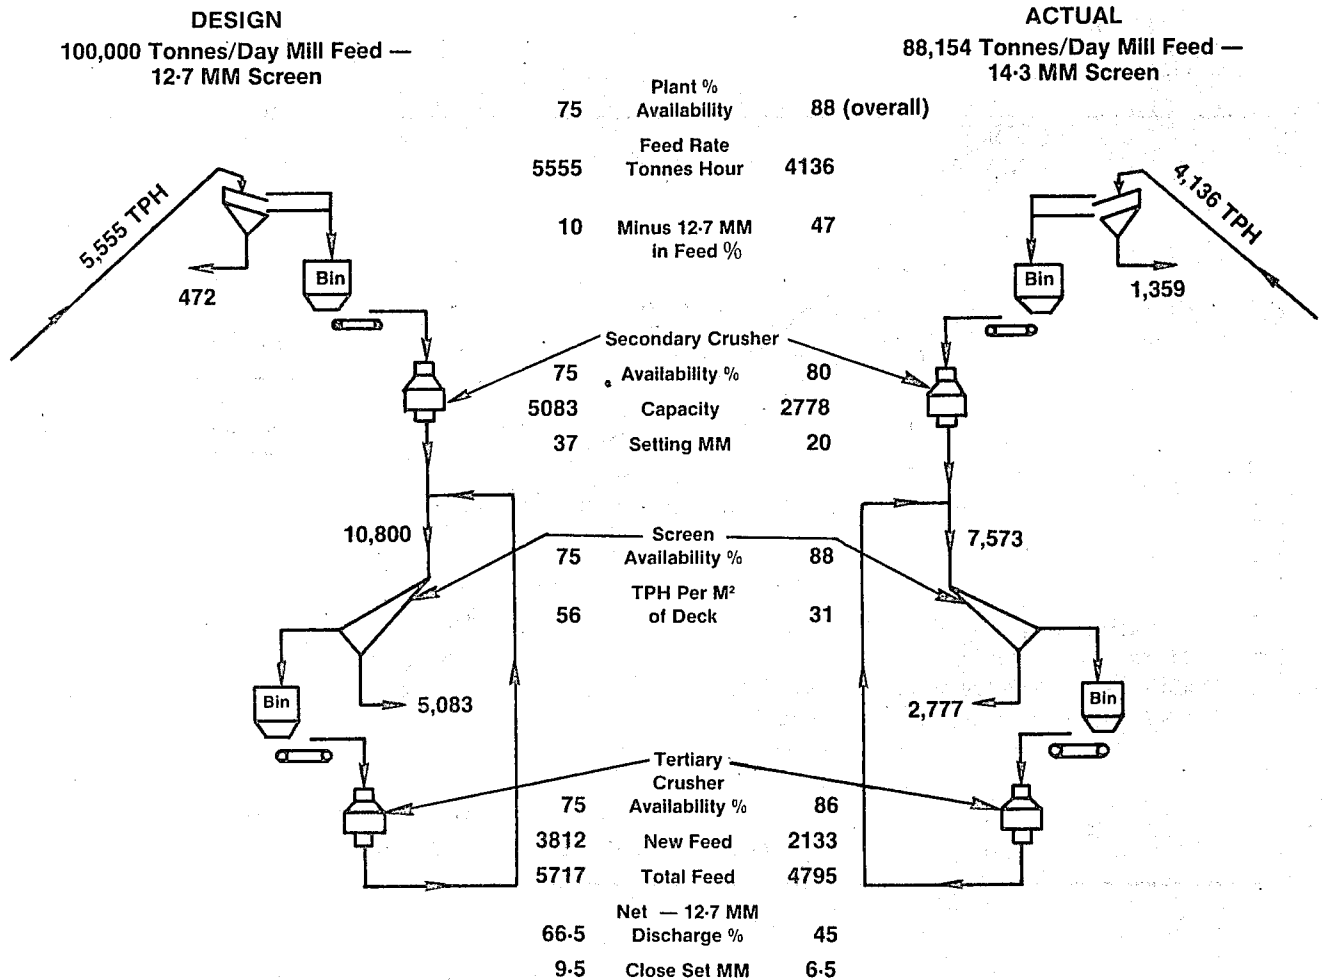 DESIGN
100,000 Tonnes/Day Mill Feed —
12·7 MM Screen
ACTUAL
88,154 Tonnes/Day Mill Feed —
14·3 MM Screen
Plant %
75 Availability 88 (overall)
Feed Rate
5555 Tonnes Hour 4136
10 Minus 12·7 MM 47
in Feed %
5,555 TPH
472
Bin
4,136 TPH
1,359
Bin
Secondary Crusher
75 Availability % 80
5083 Capacity 2778
37 Setting MM 20
10,800
7,573
Screen
75 Availability % 88
TPH Per M²
56 of Deck 31
Bin
5,083
2,777
Bin
Tertiary
Crusher
75 Availability % 86
3812 New Feed 2133
5717 Total Feed 4795
Net — 12·7 MM
66·5 Discharge % 45
9·5 Close Set MM 6·5